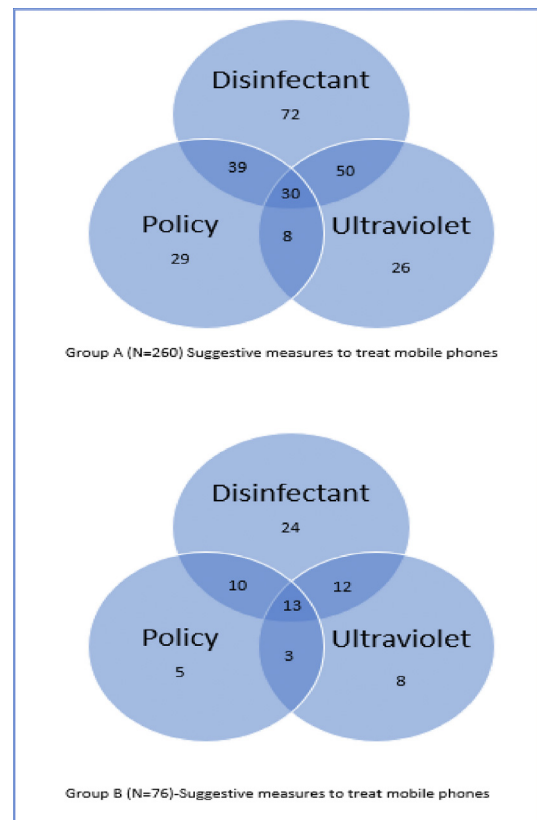 Disinfectant
72
39
50
30
Policy
8
Ultraviolet
29
26
Group A (N=260) Suggestive measures to treat mobile phones
Disinfectant
24
10
12
13
Policy
3
Ultraviolet
5
8
Group B (N=76)-Suggestive measures to treat mobile phones